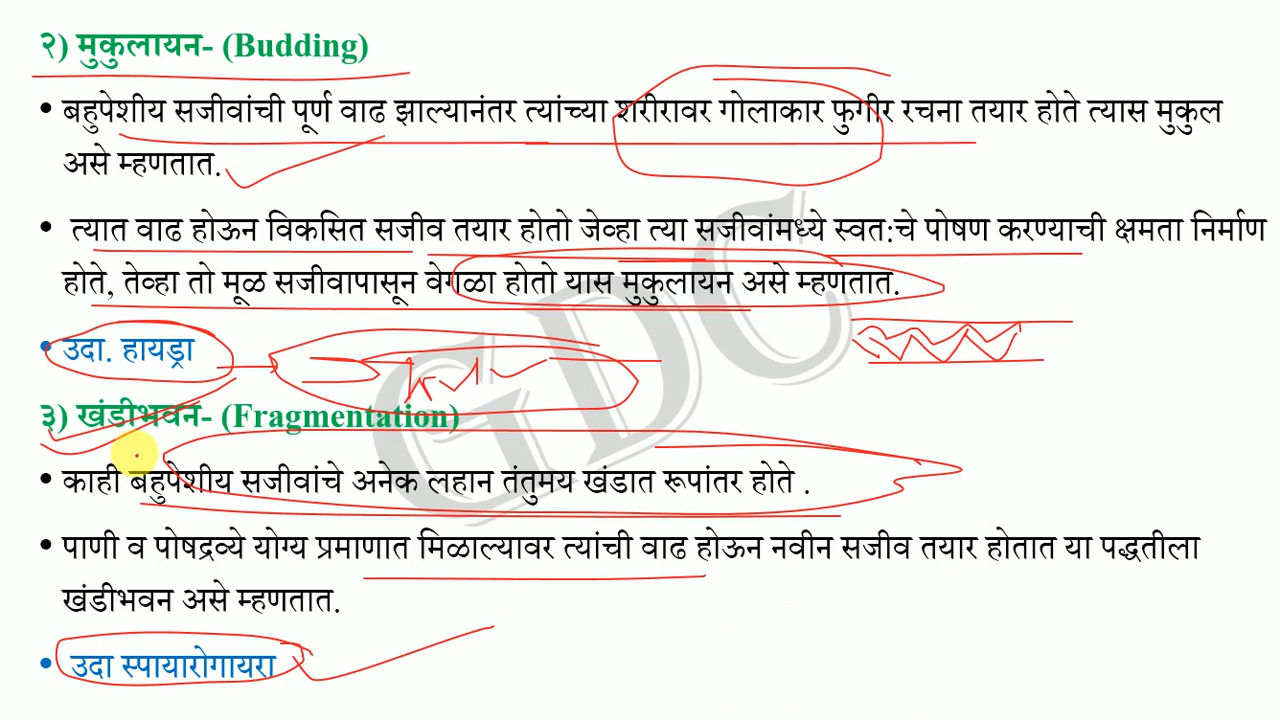 २) मुकुलायन- (Budding)
• बहुपेशीय सजीवांची पूर्ण वाढ झाल्यानंतर त्यांच्या शरीरावर गोलाकार फुगीर रचना तयार होते त्यास मुकुल
असे म्हणतात.
• त्यात वाढ होऊन विकसित सजीव तयार होतो जेव्हा त्या सजीवांमध्ये स्वत:चे पोषण करण्याची क्षमता निर्माण
होते, तेव्हा तो मूळ सजीवापासून वेगळा होतो यास मुकुलायन असे म्हणतात.
• उदा. हायड्रा
३) खंडीभवन- (Fragmentation)
• काही बहुपेशीय सजीवांचे अनेक लहान तंतुमय खंडात रूपांतर होते .
• पाणी व पोषद्रव्ये योग्य प्रमाणात मिळाल्यावर त्यांची वाढ होऊन नवीन सजीव तयार होतात या पद्धतीला
खंडीभवन असे म्हणतात.
• उदा स्पायारोगायरा
GDC